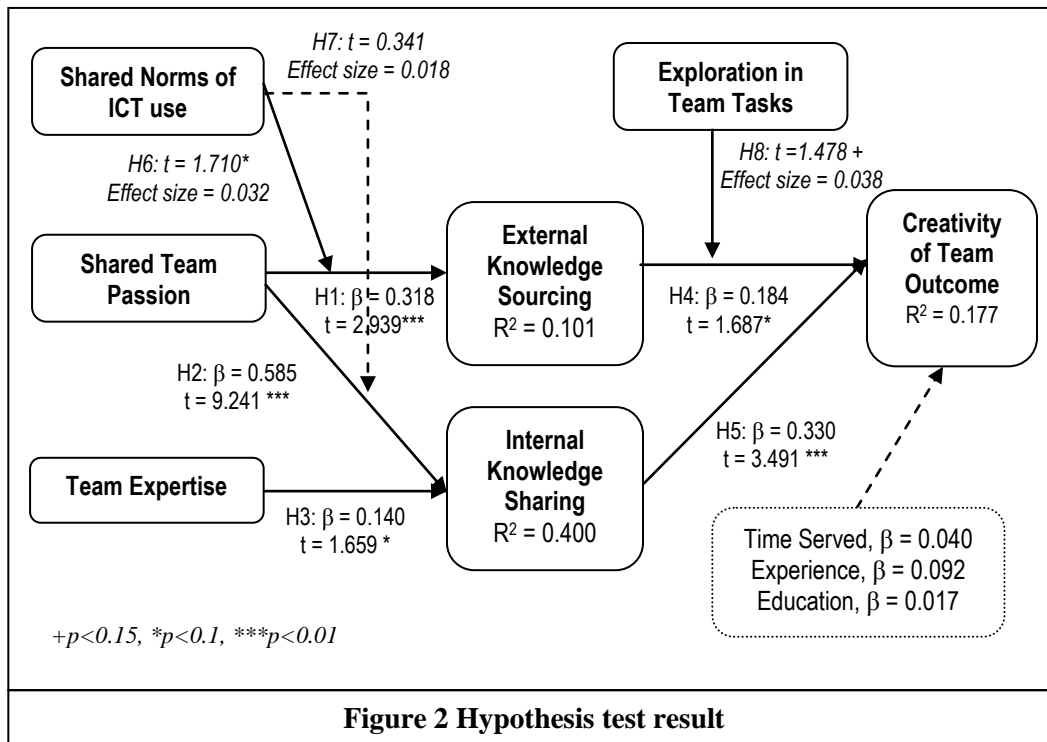 H7: t = 0.341
Effect size = 0.018
Shared Norms of
ICT use
Exploration in
Team Tasks
H6: t = 1.710*
Effect size = 0.032
H8: t =1.478 +
Effect size = 0.038
Shared Team
Passion
External
Knowledge
Sourcing
R² = 0.101
Creativity
of Team
Outcome
R² = 0.177
H1: β = 0.318
t = 2.939***
H4: β = 0.184
t = 1.687*
H2: β = 0.585
t = 9.241 ***
Team Expertise
Internal
Knowledge
Sharing
R² = 0.400
H5: β = 0.330
t = 3.491 ***
H3: β = 0.140
t = 1.659 *
Time Served, β = 0.040
Experience, β = 0.092
Education, β = 0.017
+p<0.15, *p<0.1, ***p<0.01
Figure 2 Hypothesis test result